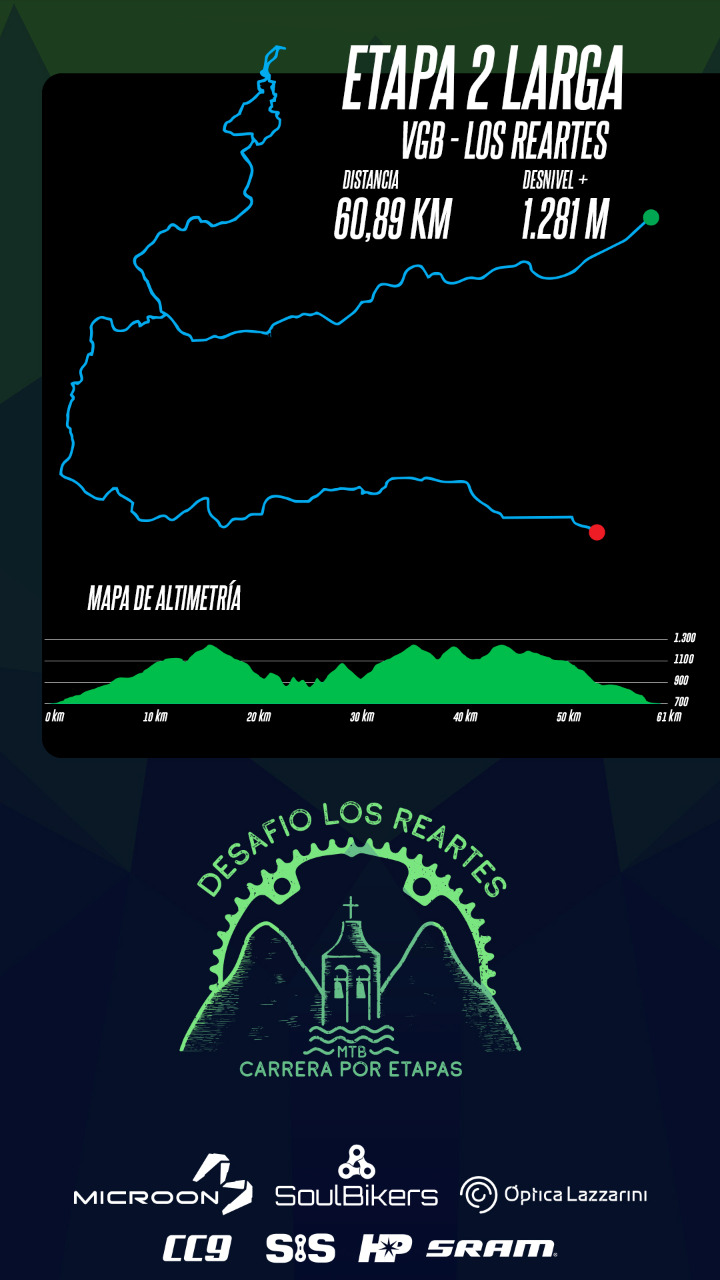 ETAPA 2 LARGA
VGB - LOS REARTES
DISTANCIA
60,89 KM
DESNIVEL +
1.281 M
MAPA DE ALTIMETRÍA
1.300
1100
900
700
0 km
10 km
20 km
30 km
40 km
50 km
61 km
DESAFIO LOS REARTES
MTB
CARRERA POR ETAPAS
MICROON
SoulBikers
Óptica Lazzarini
CC9
SiS
HP
SRAM